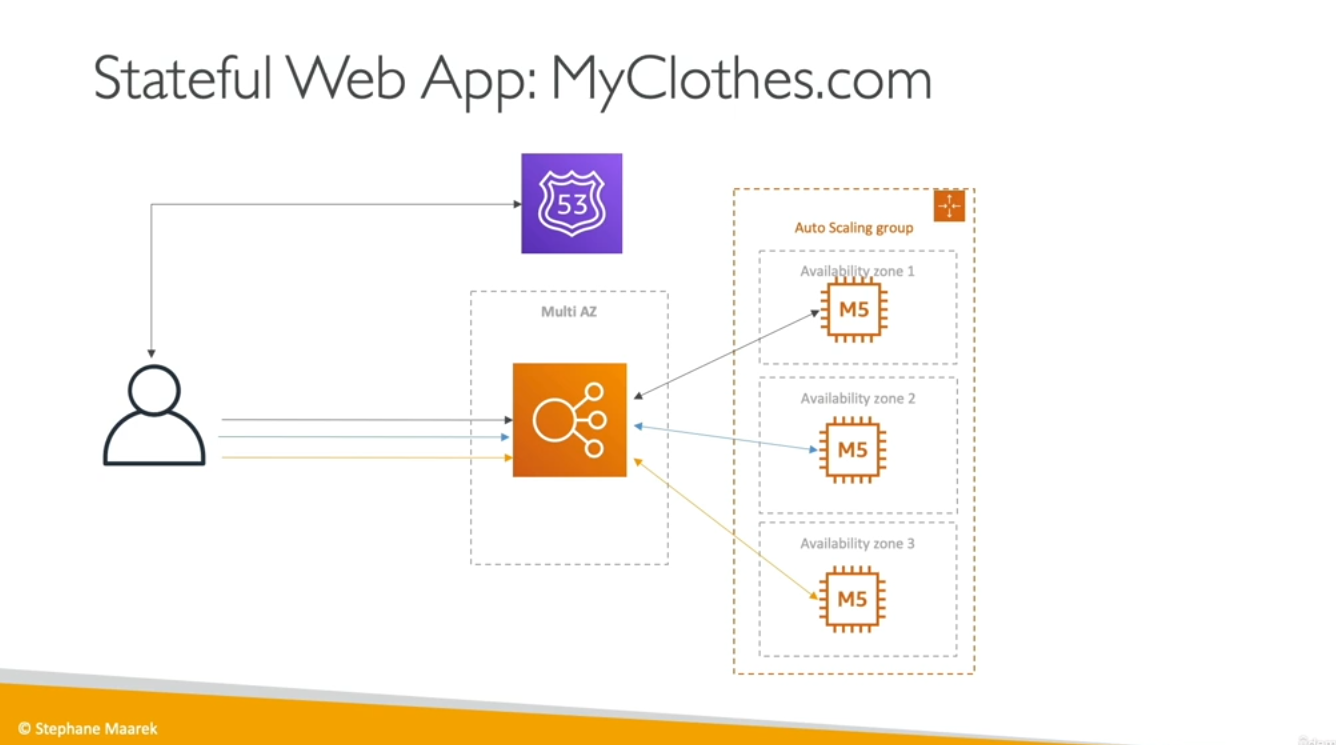 Stateful Web App: MyClothes.com
53
Auto Scaling group
Multi AZ
Availability zone 1
M5
Availability zone 2
M5
Availability zone 3
M5
© Stephane Maarek